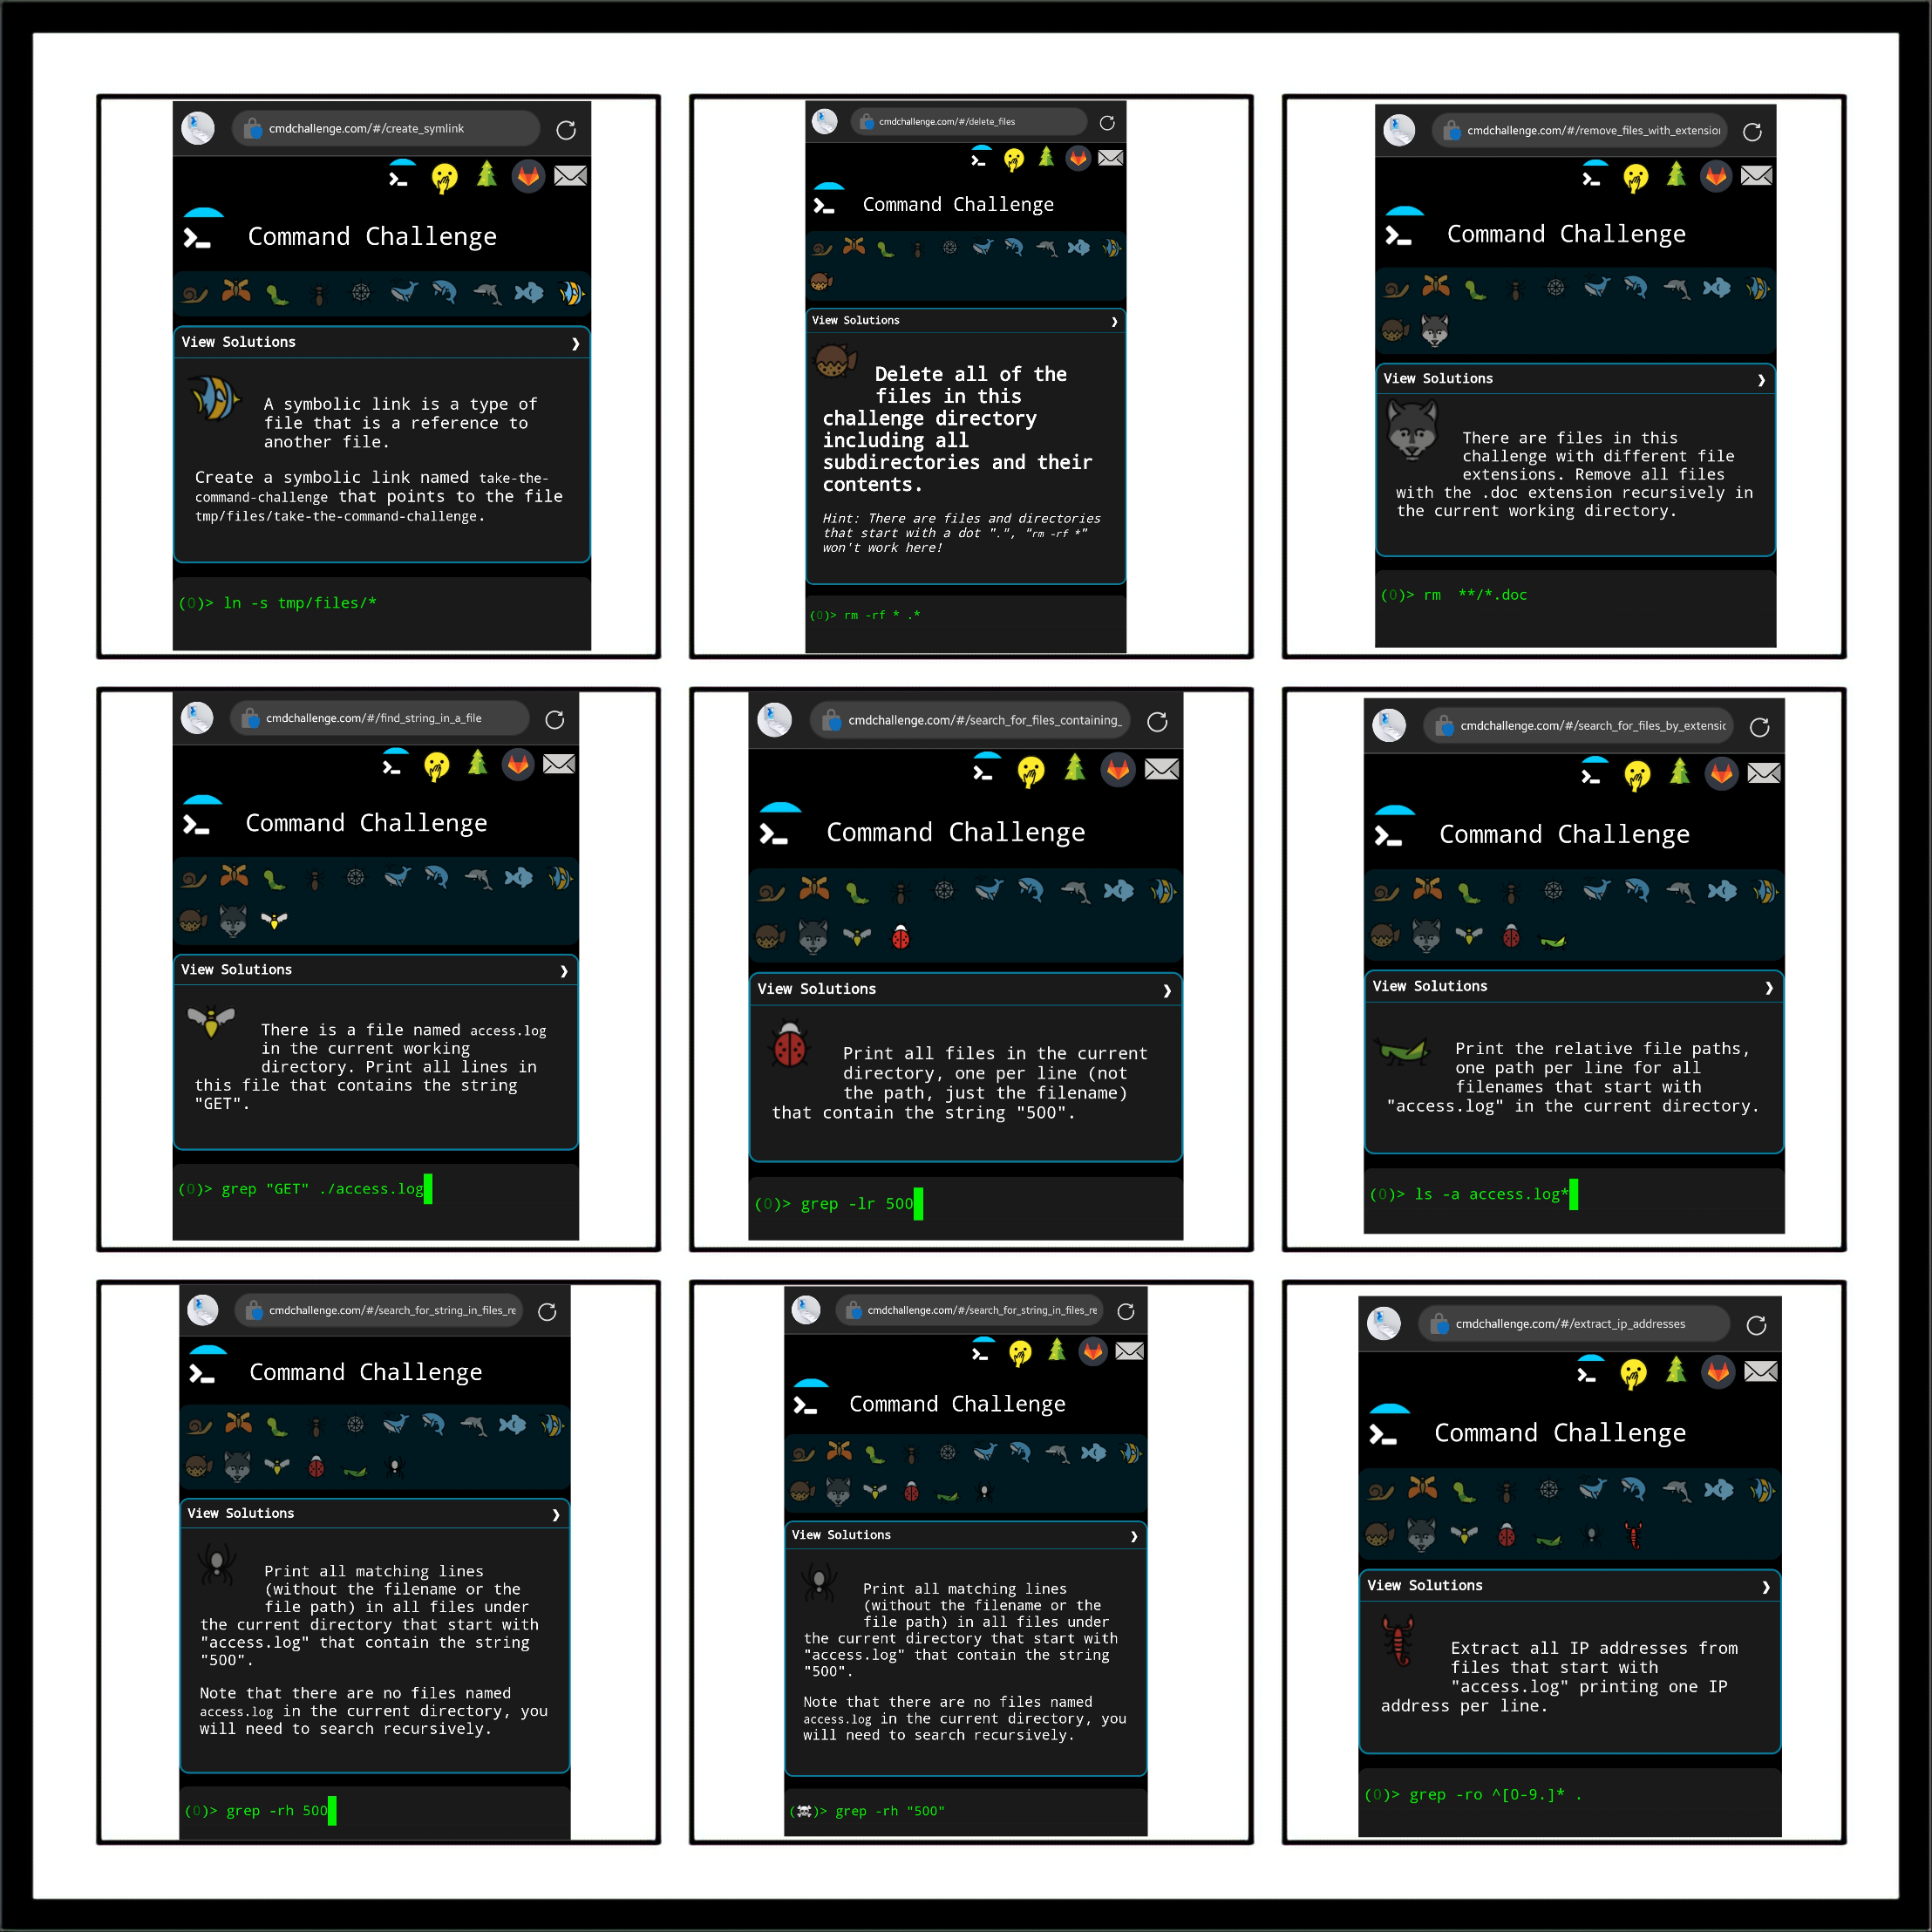 cmdchallenge.com/#/create_symlink
Command Challenge
View Solutions
A symbolic link is a type of
file that is a reference to
another file.
Create a symbolic link named take-the-
command-challenge that points to the file
tmp/files/take-the-command-challenge.
(0)> ln -s tmp/files/*
cmdchallenge.com/#/delete_files
Command Challenge
View Solutions
Delete all of the
files in this
challenge directory
including all
subdirectories and their
contents.
Hint: There are files and directories
that start with a dot ".", "rm -rf *"
won't work here!
(0)> rm -rf * .*
cmdchallenge.com/#/remove_files_with_extension
Command Challenge
View Solutions
There are files in this
challenge with different file
extensions. Remove all files
with the .doc extension recursively in
the current working directory.
(0)> rm  **/*.doc
cmdchallenge.com/#/find_string_in_a_file
Command Challenge
View Solutions
There is a file named access.log
in the current working
directory. Print all lines in
this file that contains the string
"GET".
(0)> grep "GET" ./access.log
cmdchallenge.com/#/search_for_files_containing_
Command Challenge
View Solutions
Print all files in the current
directory, one per line (not
the path, just the filename)
that contain the string "500".
(0)> grep -lr 500
cmdchallenge.com/#/search_for_files_by_extensic
Command Challenge
View Solutions
Print the relative file paths,
one path per line for all
filenames that start with
"access.log" in the current directory.
(0)> ls -a access.log*
cmdchallenge.com/#/search_for_string_in_files_re
Command Challenge
View Solutions
Print all matching lines
(without the filename or the
file path) in all files under
the current directory that start with
"access.log" that contain the string
"500".
Note that there are no files named
access.log in the current directory, you
will need to search recursively.
(0)> grep -rh 500
cmdchallenge.com/#/search_for_string_in_files_re
Command Challenge
View Solutions
Print all matching lines
(without the filename or the
file path) in all files under
the current directory that start with
"access.log" that contain the string
"500".
Note that there are no files named
access.log in the current directory, you
will need to search recursively.
(☠)> grep -rh "500"
cmdchallenge.com/#/extract_ip_addresses
Command Challenge
View Solutions
Extract all IP addresses from
files that start with
"access.log" printing one IP
address per line.
(0)> grep -ro ^[0-9.]* .